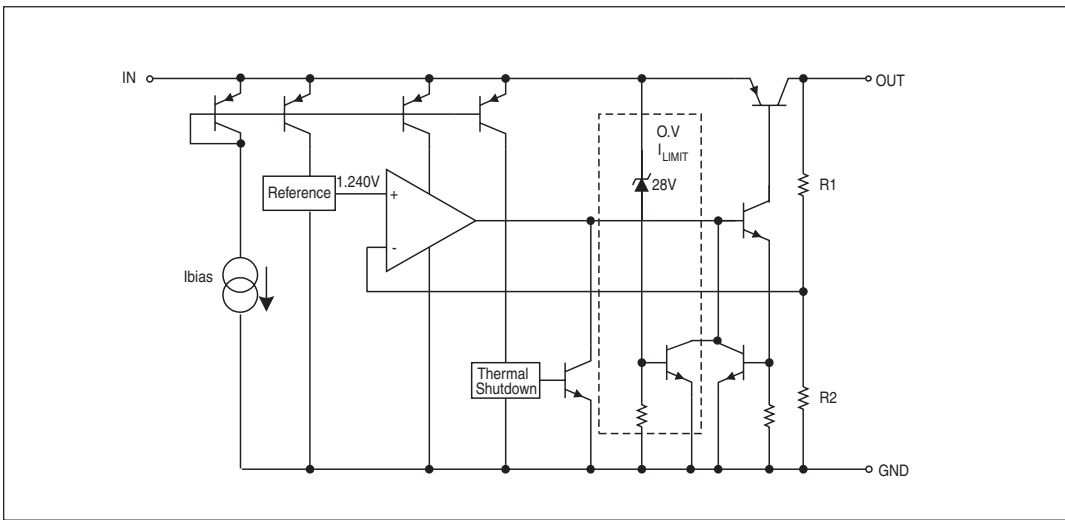 IN
OUT
O.V
I_LIMIT
28V
R1
1.240V
Reference
+
-
Ibias
Thermal
Shutdown
R2
GND